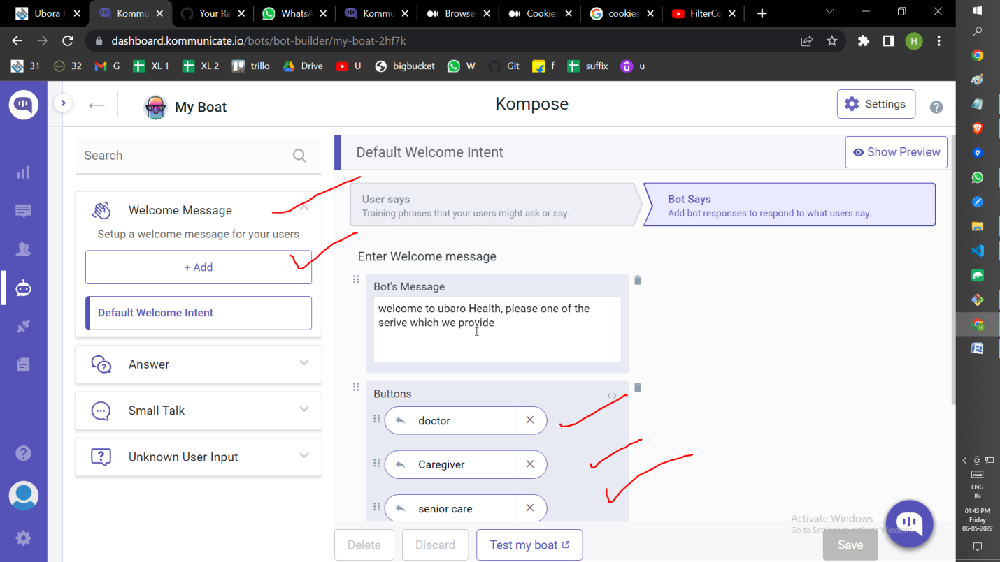 Ubora H
Kommu
Your Re
WhatsA
Kommu
Browse
Cookies
cookies
FilterCo
dashboard.kommunicate.io/bots/bot-builder/my-boat-2hf7k
H
31
32
G
XL 1
XL 2
trillo
Drive
U
bigbucket
W
Git
f
suffix
u
My Boat
Kompose
Settings
Search
Default Welcome Intent
Show Preview
Welcome Message
Setup a welcome message for your users
+ Add
Default Welcome Intent
Answer
Small Talk
Unknown User Input
User says
Training phrases that your users might ask or say.
Bot Says
Add bot responses to respond to what users say.
Enter Welcome message
Bot's Message
welcome to ubaro Health, please one of the
serive which we provide
Buttons
doctor
Caregiver
senior care
Delete
Discard
Test my boat
Save
Activate Windows
Go to Settings to activate Windows.
H
ENG
IN
01:43 PM
Friday
06-05-2022